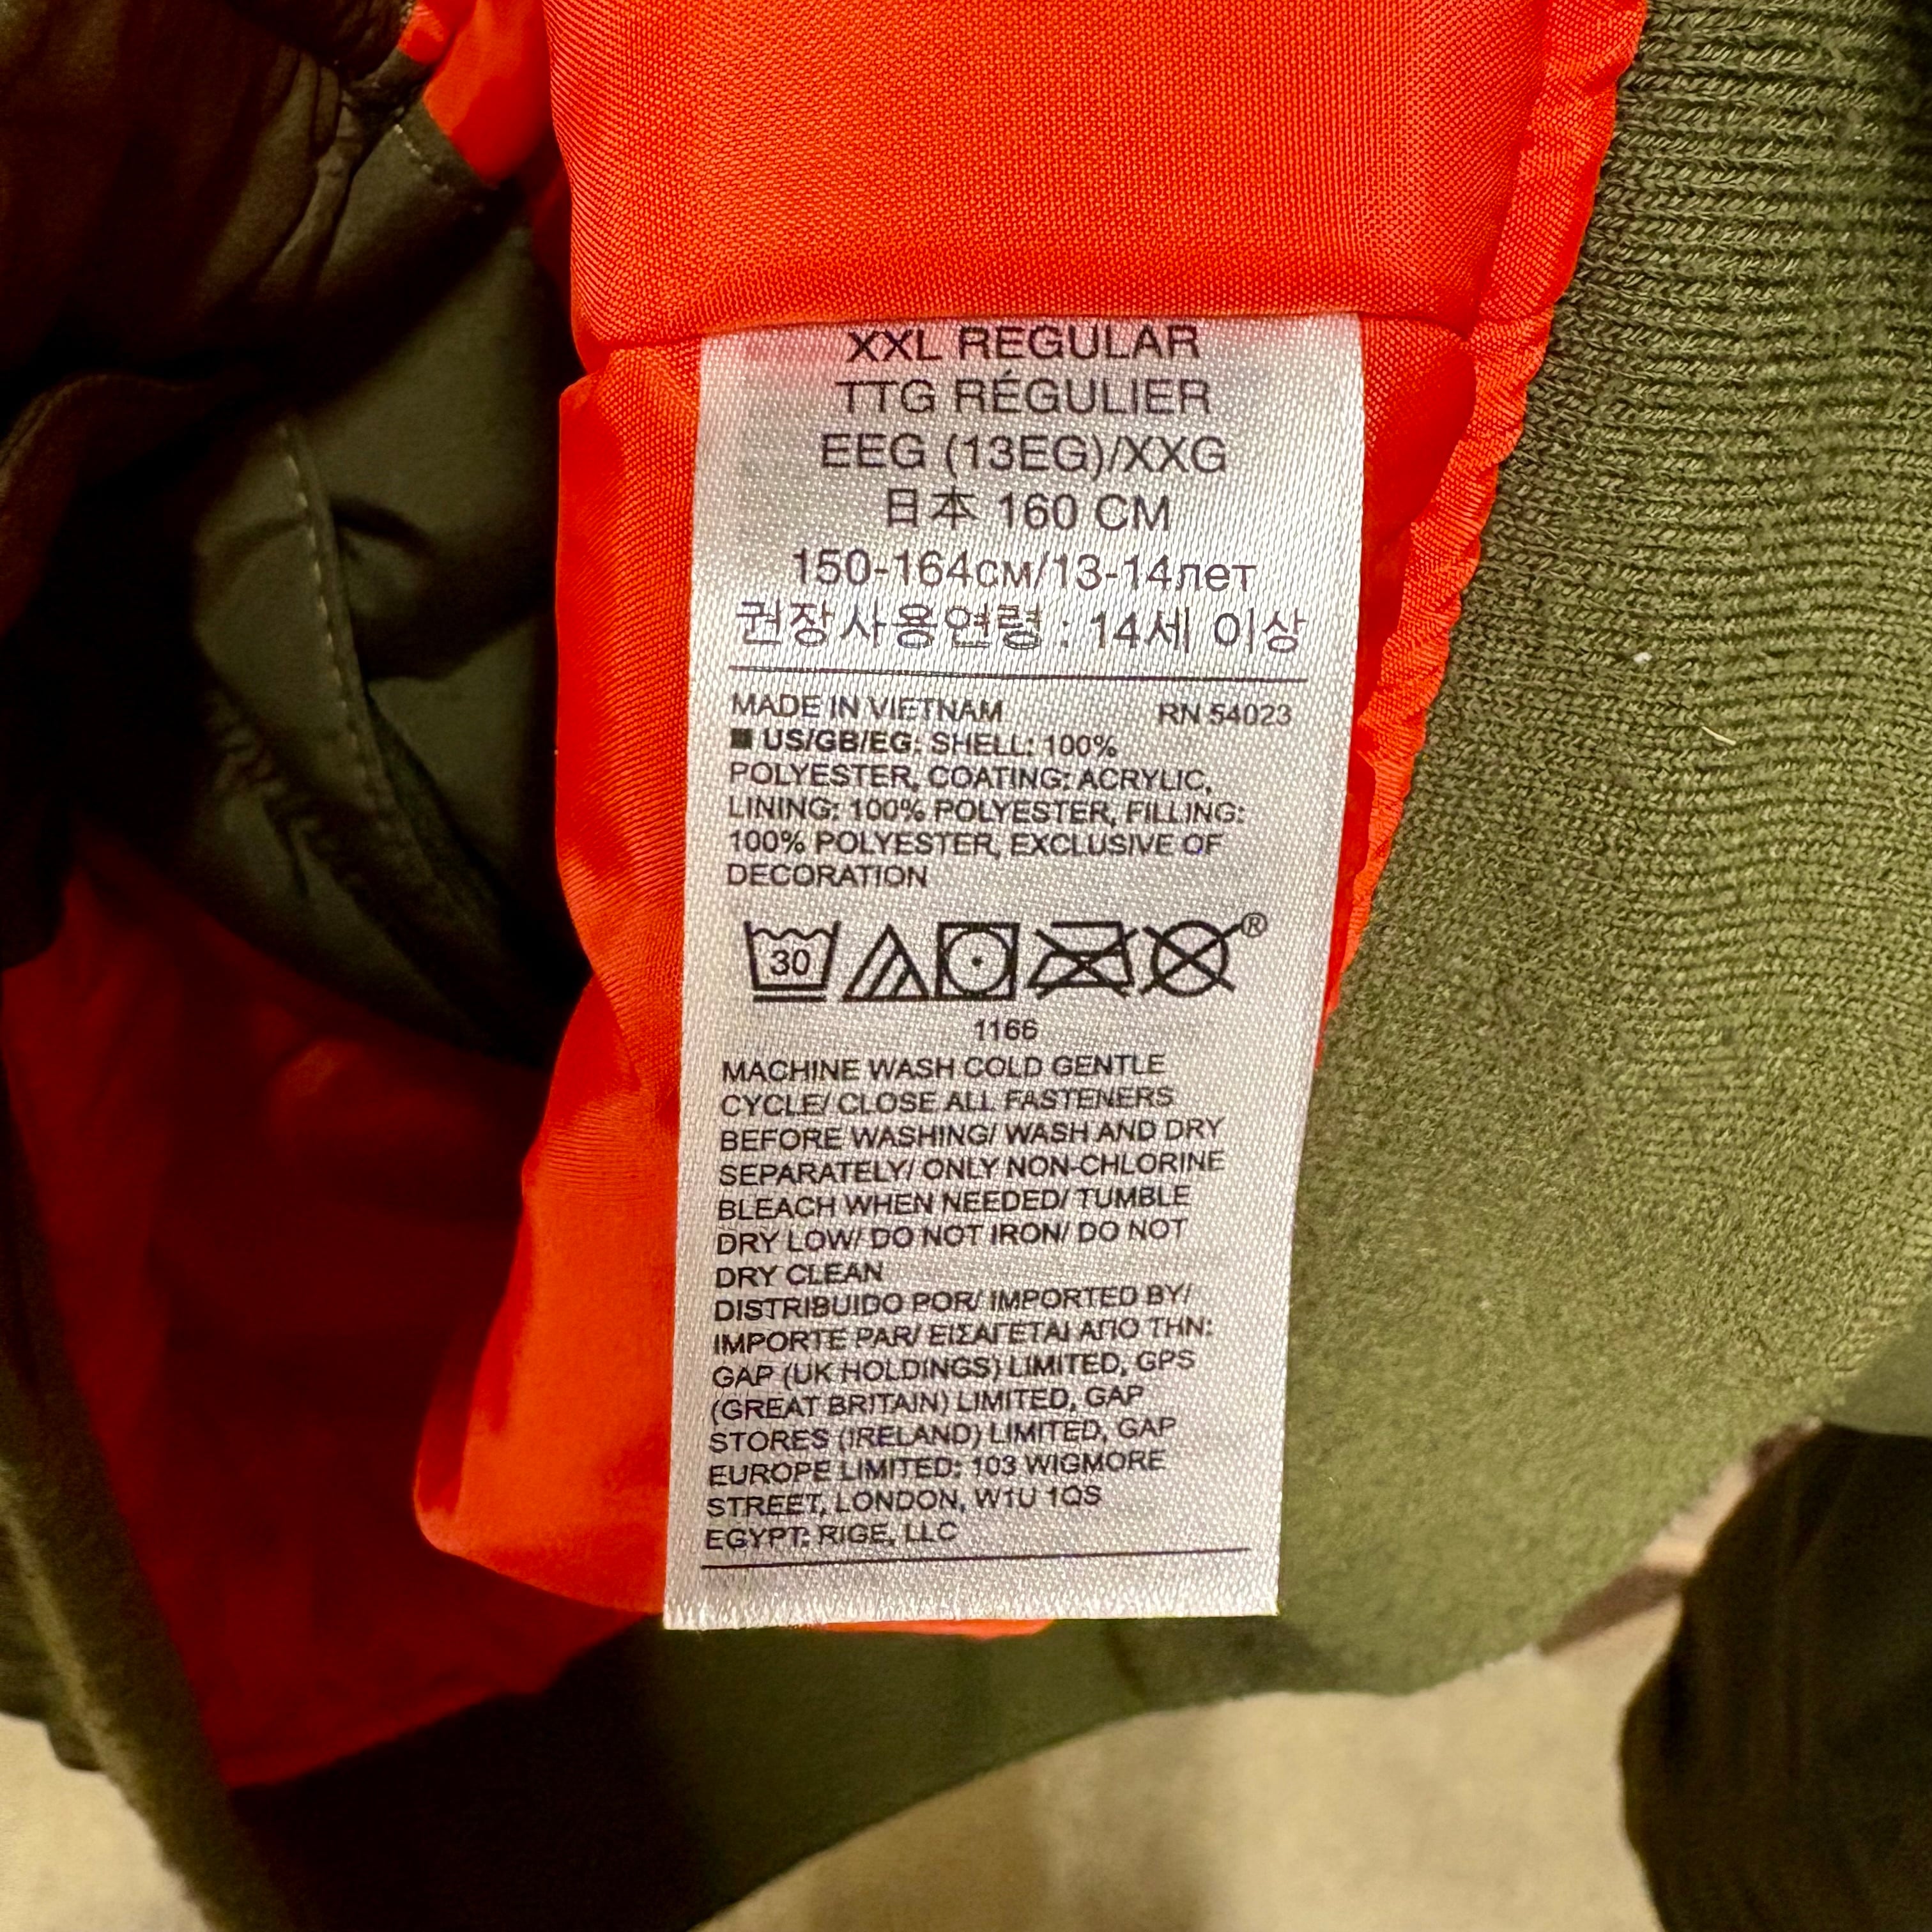 XXL REGULAR
TTG RÉGULIER
EEG (13EG)/XXG
日本 160 CM
150-164см/13-14лет
권장사용연령 : 14세 이상
MADE IN VIETNAM RN 54023
■ US/GB/EG: SHELL: 100%
POLYESTER, COATING: ACRYLIC,
LINING: 100% POLYESTER, FILLING:
100% POLYESTER, EXCLUSIVE OF
DECORATION
30 ®
1166
MACHINE WASH COLD GENTLE
CYCLE/ CLOSE ALL FASTENERS
BEFORE WASHING/ WASH AND DRY
SEPARATELY/ ONLY NON-CHLORINE
BLEACH WHEN NEEDED/ TUMBLE
DRY LOW/ DO NOT IRON/ DO NOT
DRY CLEAN
DISTRIBUIDO POR/ IMPORTED BY/
IMPORTE PAR/ ΕΙΣΑΓΕΤΑΙ ΑΠΟ ΤΗΝ:
GAP (UK HOLDINGS) LIMITED, GPS
(GREAT BRITAIN) LIMITED, GAP
STORES (IRELAND) LIMITED, GAP
EUROPE LIMITED: 103 WIGMORE
STREET, LONDON, W1U 1QS
EGYPT: RIGE, LLC